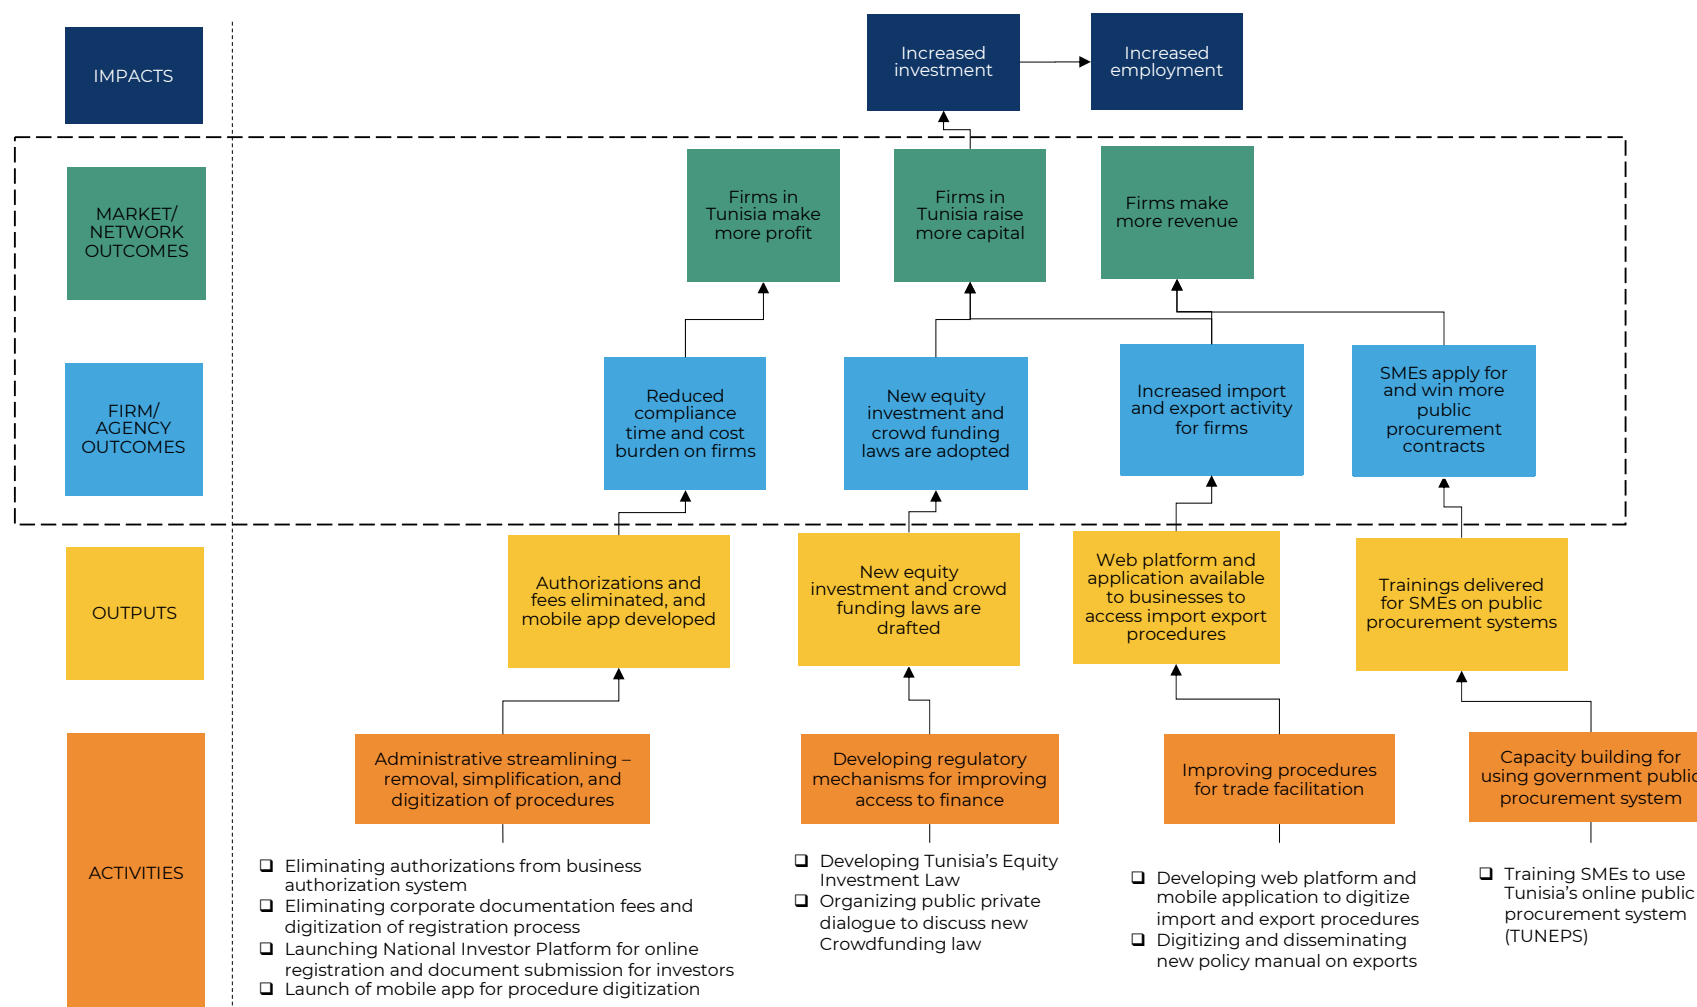 IMPACTS
Increased
investment
Increased
employment
MARKET/
NETWORK
OUTCOMES
Firms in
Tunisia make
more profit
Firms in
Tunisia raise
more capital
Firms make
more revenue
FIRM/
AGENCY
OUTCOMES
Reduced
compliance
time and cost
burden on firms
New equity
investment and
crowd funding
laws are adopted
Increased import
and export activity
for firms
SMEs apply for
and win more
public
procurement
contracts
OUTPUTS
Authorizations and
fees eliminated, and
mobile app developed
New equity
investment and crowd
funding laws are
drafted
Web platform and
application available
to businesses to
access import export
procedures
Trainings delivered
for SMEs on public
procurement systems
ACTIVITIES
Administrative streamlining –
removal, simplification, and
digitization of procedures
Developing regulatory
mechanisms for improving
access to finance
Improving procedures
for trade facilitation
Capacity building for
using government public
procurement system
❑ Eliminating authorizations from business
authorization system
❑ Eliminating corporate documentation fees and
digitization of registration process
❑ Launching National Investor Platform for online
registration and document submission for investors
❑ Launch of mobile app for procedure digitization
❑ Developing Tunisia's Equity
Investment Law
❑ Organizing public private
dialogue to discuss new
Crowdfunding law
❑ Developing web platform and
mobile application to digitize
import and export procedures
❑ Digitizing and disseminating
new policy manual on exports
❑ Training SMEs to use
Tunisia's online public
procurement system
(TUNEPS)